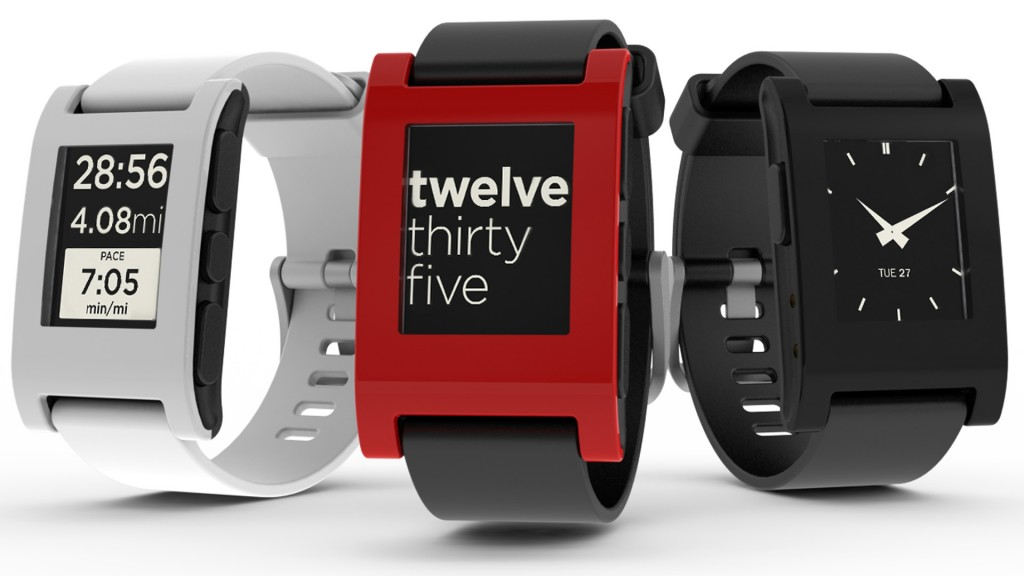 28:56
4.08mi
PACE
7:05
min/mi
twelve
thirty
five
TUE 27